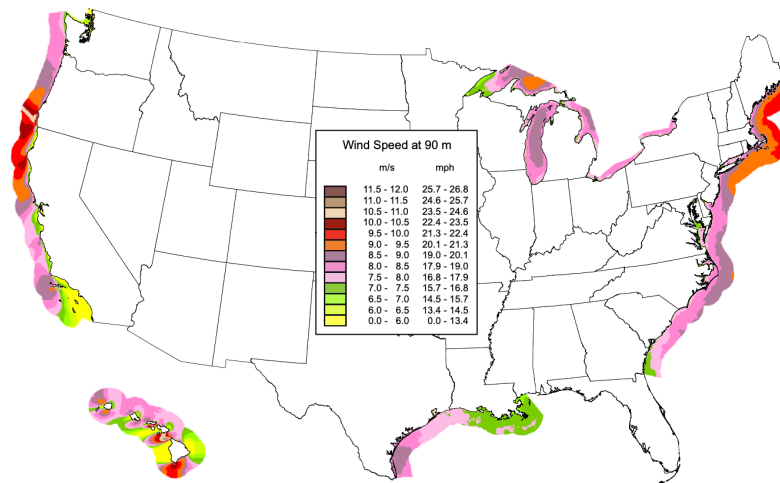 Wind Speed at 90 m
m/s mph
11.5 - 12.0 25.7 - 26.8
11.0 - 11.5 24.6 - 25.7
10.5 - 11.0 23.5 - 24.6
10.0 - 10.5 22.4 - 23.5
9.5 - 10.0 21.3 - 22.4
9.0 - 9.5 20.1 - 21.3
8.5 - 9.0 19.0 - 20.1
8.0 - 8.5 17.9 - 19.0
7.5 - 8.0 16.8 - 17.9
7.0 - 7.5 15.7 - 16.8
6.5 - 7.0 14.5 - 15.7
6.0 - 6.5 13.4 - 14.5
0.0 - 6.0 0.0 - 13.4